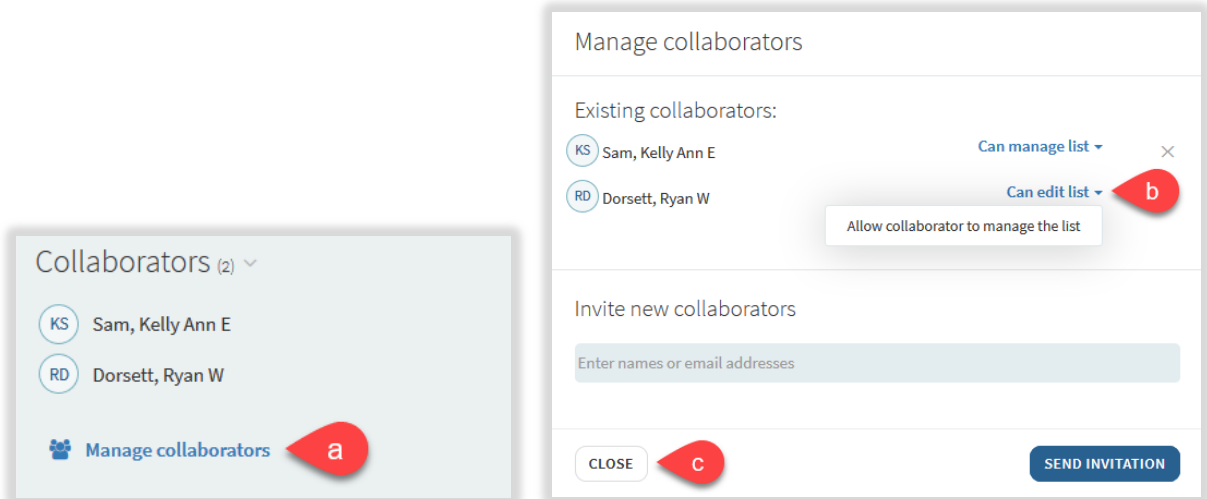 Collaborators (2)
KS Sam, Kelly Ann E
RD Dorsett, Ryan W
Manage collaborators
a
Manage collaborators
Existing collaborators:
KS Sam, Kelly Ann E Can manage list
RD Dorsett, Ryan W Can edit list b
Allow collaborator to manage the list
Invite new collaborators
Enter names or email addresses
CLOSE c SEND INVITATION